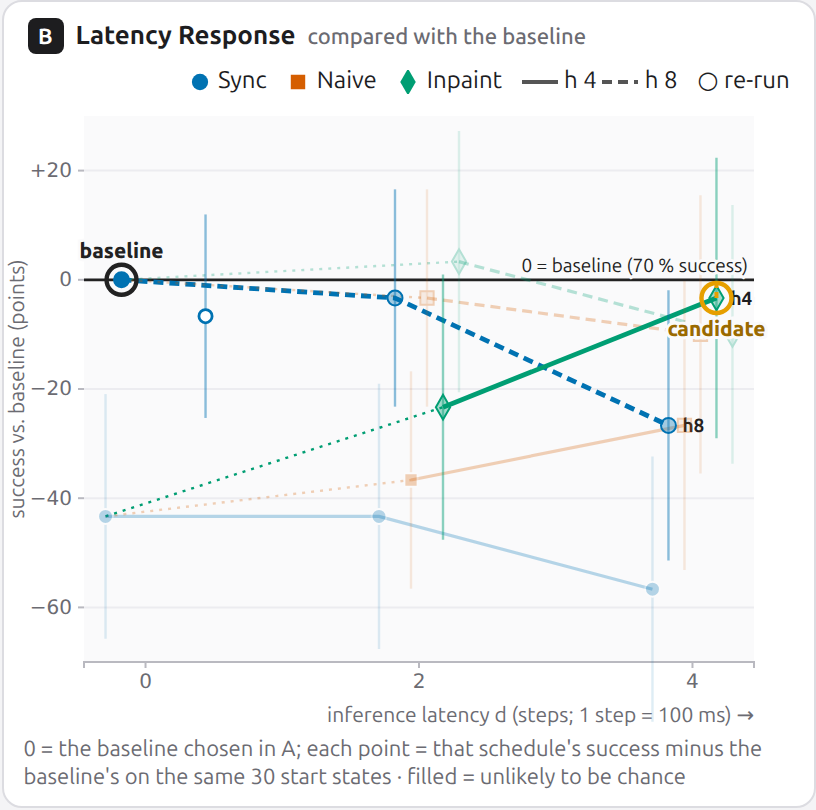 B Latency Response compared with the baseline
Sync Naive Inpaint h 4 h 8 re-run
+20
baseline
0 = baseline (70 % success)
0
h4
candidate
−20
h8
−40
−60
success vs. baseline (points)
0 2 4
inference latency d (steps; 1 step = 100 ms) →
0 = the baseline chosen in A; each point = that schedule's success minus the
baseline's on the same 30 start states · filled = unlikely to be chance